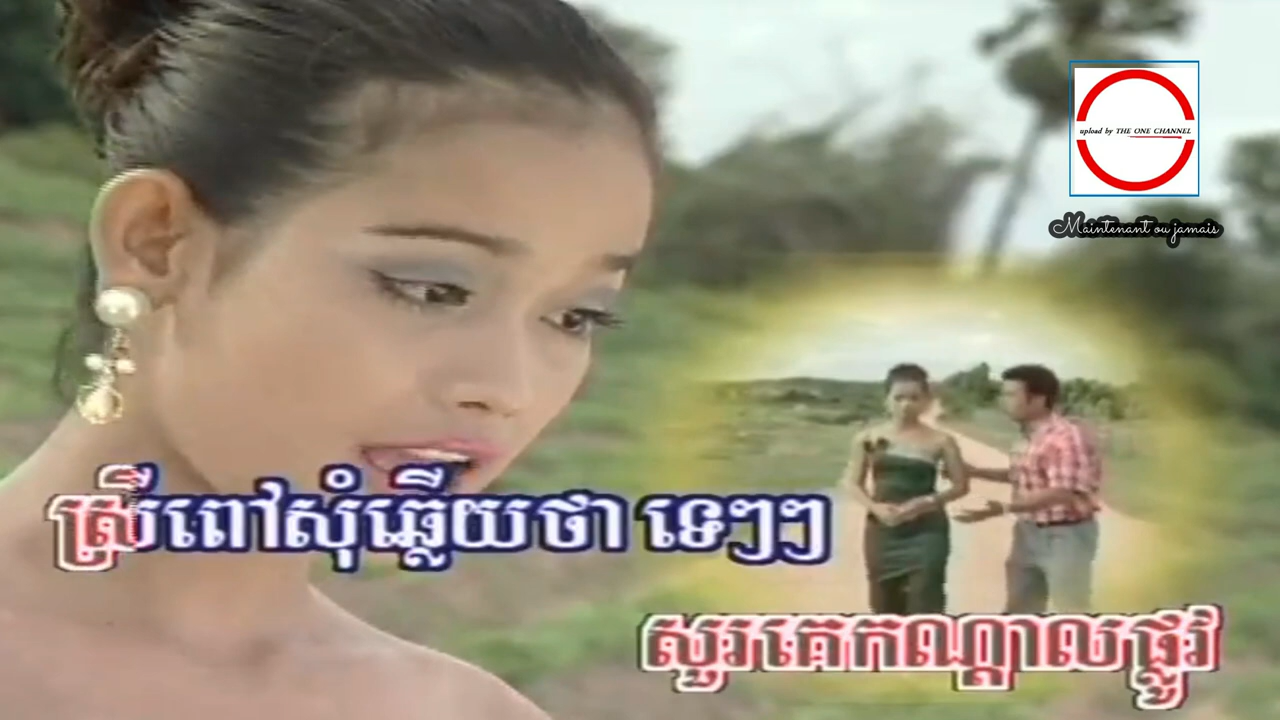 upload by THE ONE CHANNEL
Maintenant ou jamais
ស្រីពៅសុំឆ្លើយថា ទេៗៗ
សួរគេកណ្ដាលផ្លូវ